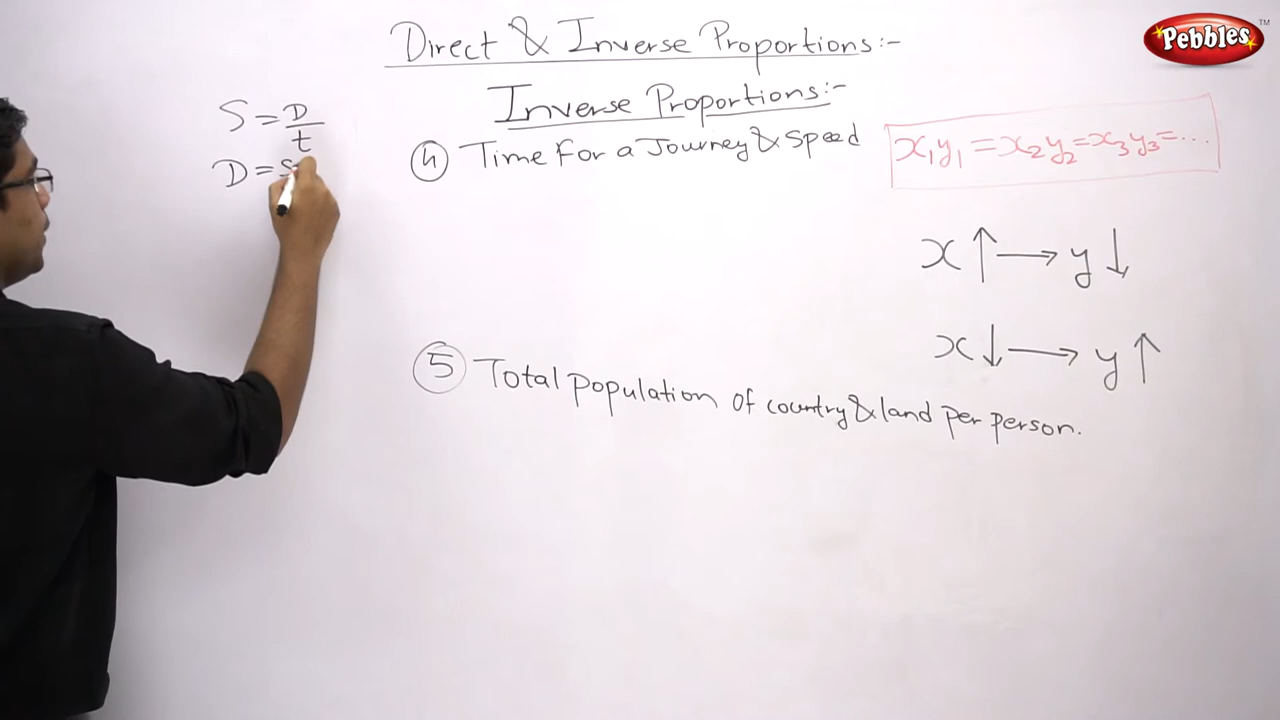 Direct & Inverse Proportions:-
Pebbles TM
Inverse Proportions:-
S = D/t
④ Time for a Journey & Speed
x₁y₁ = x₂y₂ = x₃y₃ = ...
D = S
x ↑ → y ↓
x ↓ → y ↑
⑤ Total population of country & land per person.